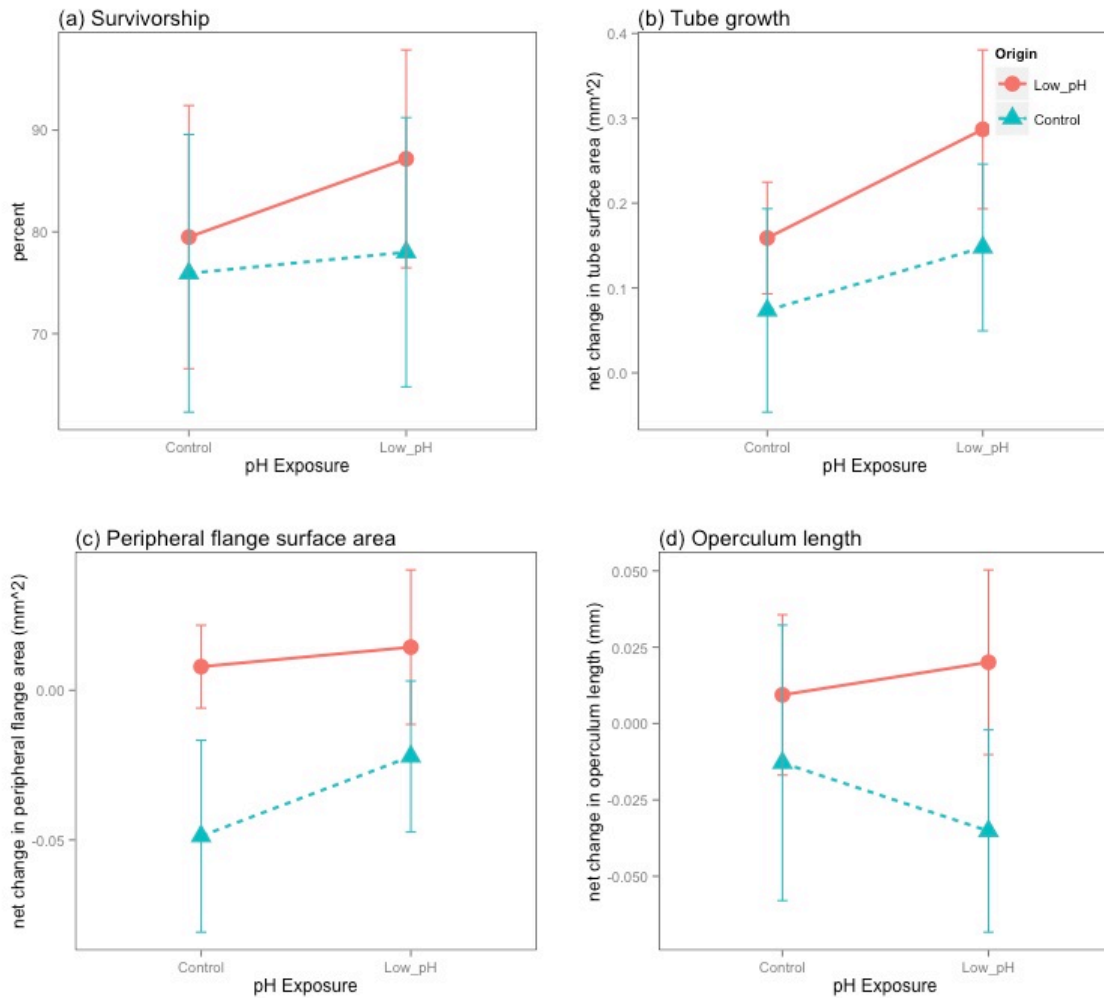 (a) Survivorship
percent
90
80
70
Control
Low_pH
pH Exposure
(b) Tube growth
net change in tube surface area (mm^2)
0.4
0.3
0.2
0.1
0.0
Origin
Low_pH
Control
Control
Low_pH
pH Exposure
(c) Peripheral flange surface area
net change in peripheral flange area (mm^2)
0.00
-0.05
Control
Low_pH
pH Exposure
(d) Operculum length
net change in operculum length (mm)
0.050
0.025
0.000
-0.025
-0.050
Control
Low_pH
pH Exposure